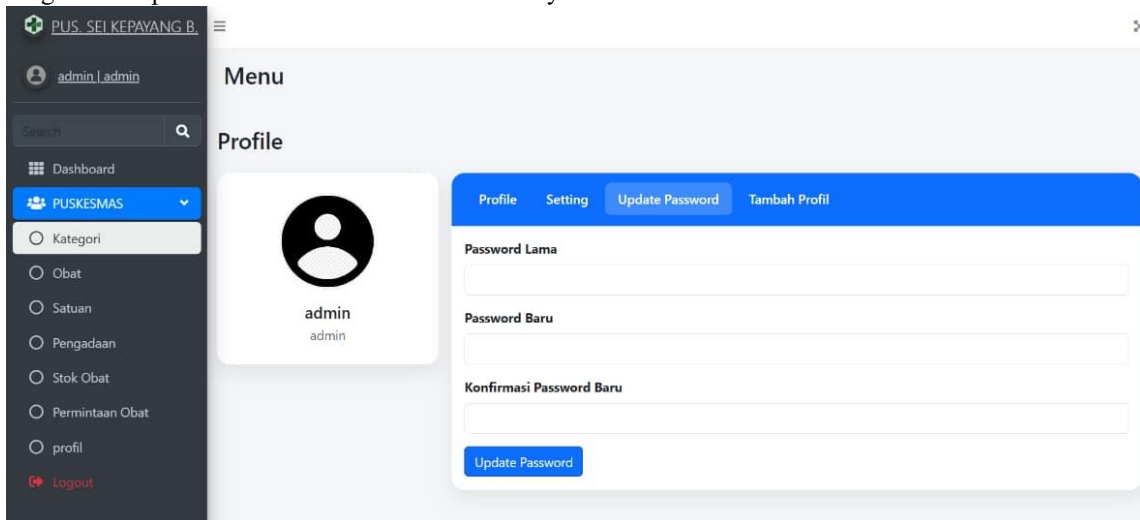 PUS. SEI KEPAYANG B.
admin | admin
Search
Dashboard
PUSKESMAS
Kategori
Obat
Satuan
Pengadaan
Stok Obat
Permintaan Obat
profil
Logout
Menu
Profile
admin
admin
Profile Setting Update Password Tambah Profil
Password Lama
Password Baru
Konfirmasi Password Baru
Update Password